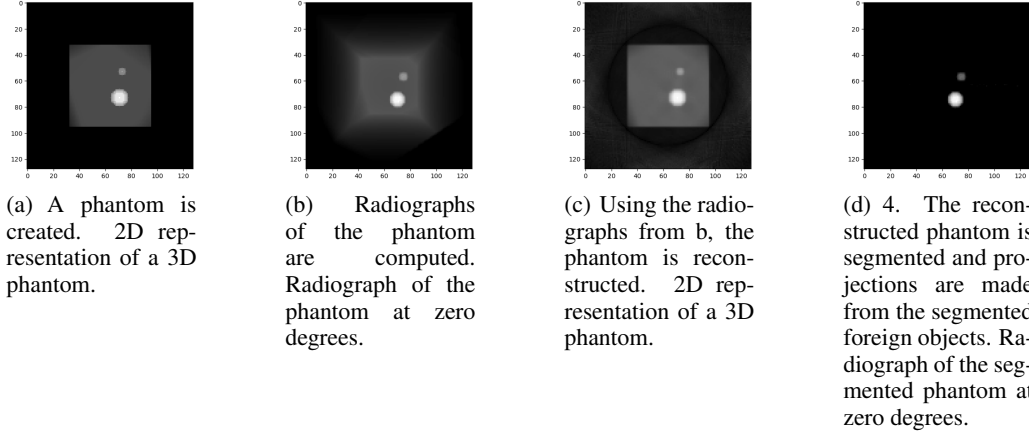 0
20
40
60
80
100
120
0 20 40 60 80 100 120
0
20
40
60
80
100
120
0 20 40 60 80 100 120
0
20
40
60
80
100
120
0 20 40 60 80 100 120
0
20
40
60
80
100
120
0 20 40 60 80 100 120
(a) A phantom is
created. 2D rep-
resentation of a 3D
phantom.
(b) Radiographs
of the phantom
are computed.
Radiograph of the
phantom at zero
degrees.
(c) Using the radio-
graphs from b, the
phantom is recon-
structed. 2D rep-
resentation of a 3D
phantom.
(d) 4. The recon-
structed phantom is
segmented and pro-
jections are made
from the segmented
foreign objects. Ra-
diograph of the seg-
mented phantom at
zero degrees.